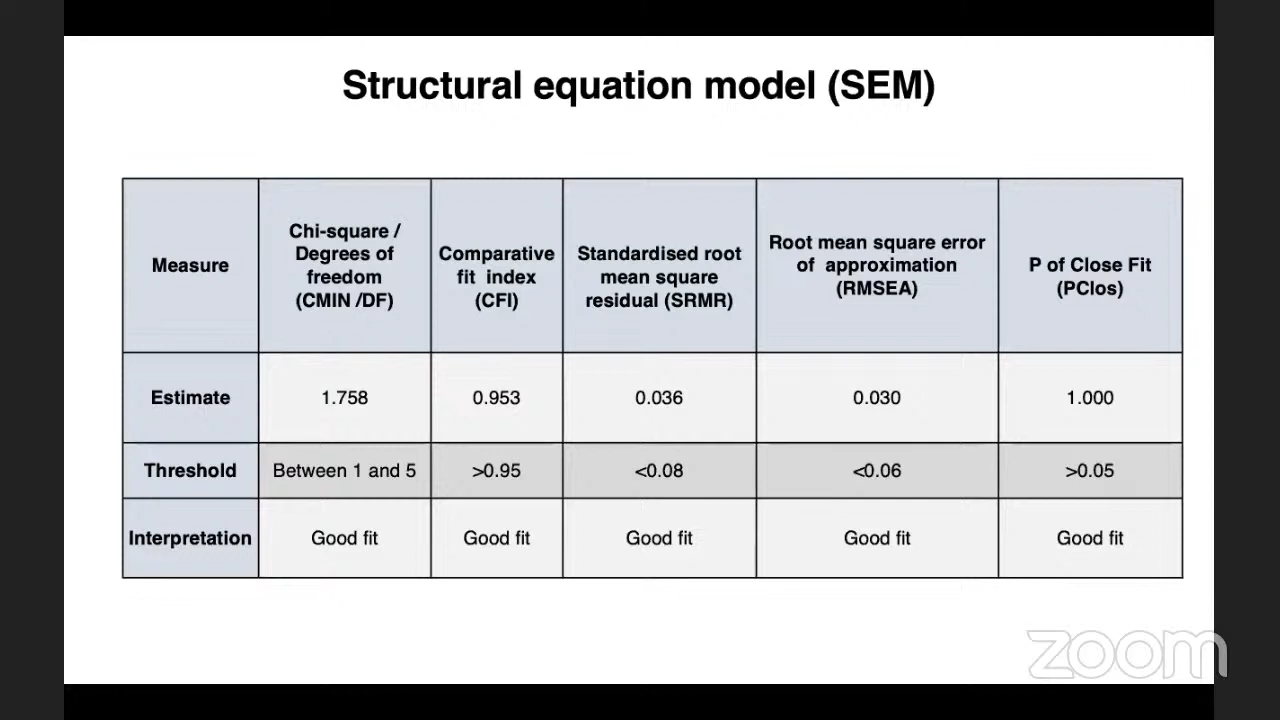 Structural equation model (SEM)
Measure
Chi-square /
Degrees of
freedom
(CMIN /DF)
Comparative
fit index
(CFI)
Standardised root
mean square
residual (SRMR)
Root mean square error
of approximation
(RMSEA)
P of Close Fit
(PClos)
Estimate
1.758
0.953
0.036
0.030
1.000
Threshold
Between 1 and 5
>0.95
<0.08
<0.06
>0.05
Interpretation
Good fit
Good fit
Good fit
Good fit
Good fit
zoom